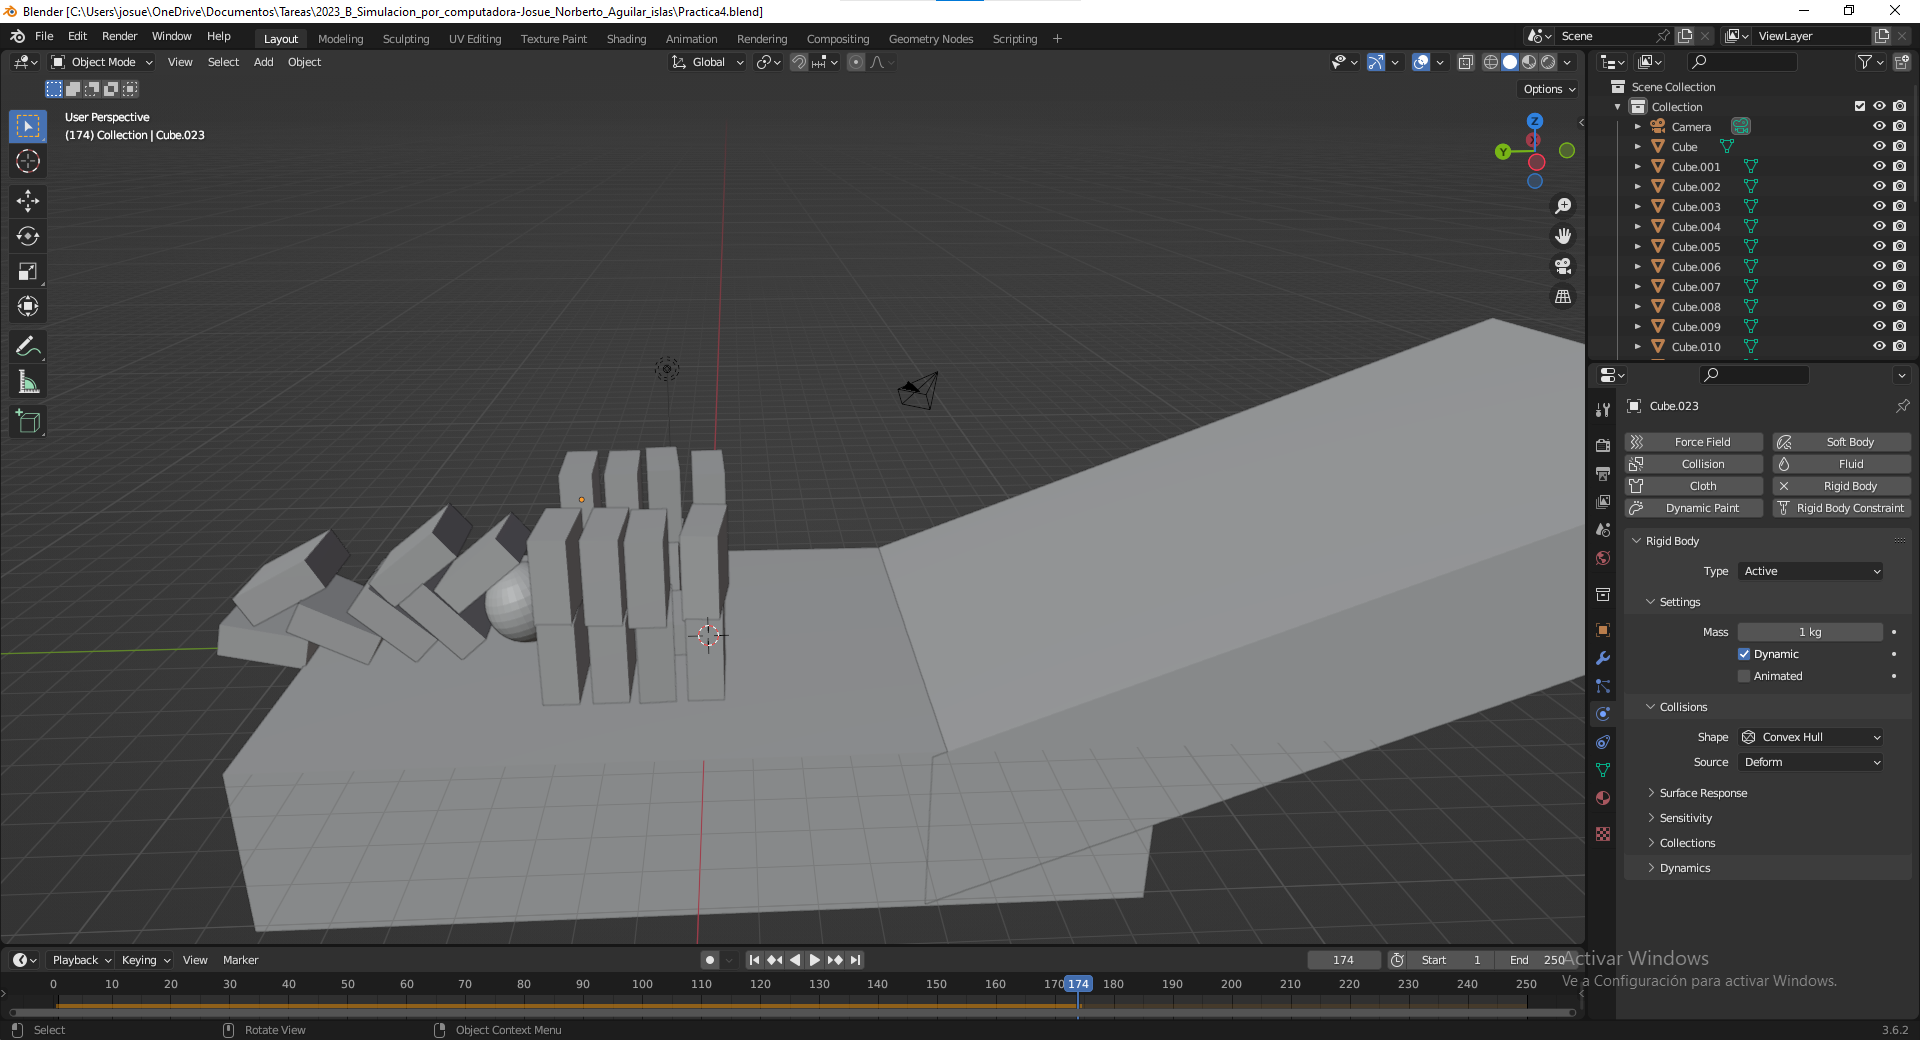 Blender [C:\Users\josue\OneDrive\Documentos\Tareas\2023_B_Simulacion_por_computadora-Josue_Norberto_Aguilar_islas\Practica4.blend]
File Edit Render Window Help Layout Modeling Sculpting UV Editing Texture Paint Shading Animation Rendering Compositing Geometry Nodes Scripting + Scene ViewLayer
Object Mode View Select Add Object Global
Options
User Perspective
(174) Collection | Cube.023
Z
X
Y
Scene Collection
Collection
Camera
Cube
Cube.001
Cube.002
Cube.003
Cube.004
Cube.005
Cube.006
Cube.007
Cube.008
Cube.009
Cube.010
Cube.023
Force Field Soft Body
Collision Fluid
Cloth Rigid Body
Dynamic Paint Rigid Body Constraint
Rigid Body
Type Active
Settings
Mass 1 kg
Dynamic
Animated
Collisions
Shape Convex Hull
Source Deform
Surface Response
Sensitivity
Collections
Dynamics
Playback Keying View Marker 174 Start 1 End 250
Activar Windows
Ve a Configuración para activar Windows.
0 10 20 30 40 50 60 70 80 90 100 110 120 130 140 150 160 170 174 180 190 200 210 220 230 240 250
Select Rotate View Object Context Menu 3.6.2